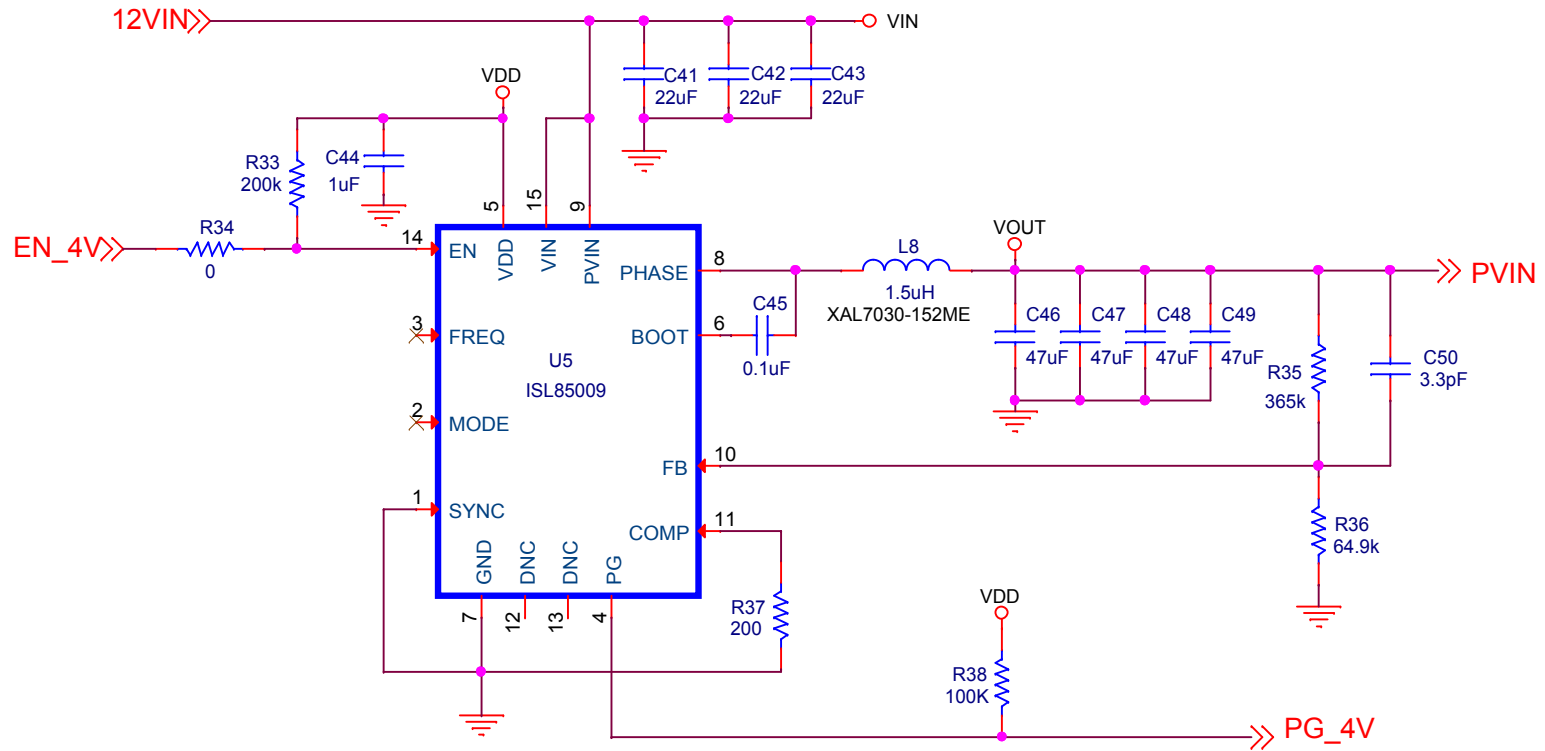 12VIN
VIN
C41
22uF
C42
22uF
C43
22uF
VDD
R33
200k
C44
1uF
5
15
9
EN_4V
R34
0
14
EN
VDD
VIN
PVIN
PHASE
8
L8
1.5uH
XAL7030-152ME
VOUT
PVIN
3
FREQ
BOOT
6
C45
0.1uF
C46
47uF
C47
47uF
C48
47uF
C49
47uF
R35
365k
C50
3.3pF
U5
ISL85009
2
MODE
FB
10
1
SYNC
COMP
11
R36
64.9k
GND
DNC
DNC
PG
7
12
13
4
R37
200
VDD
R38
100K
PG_4V